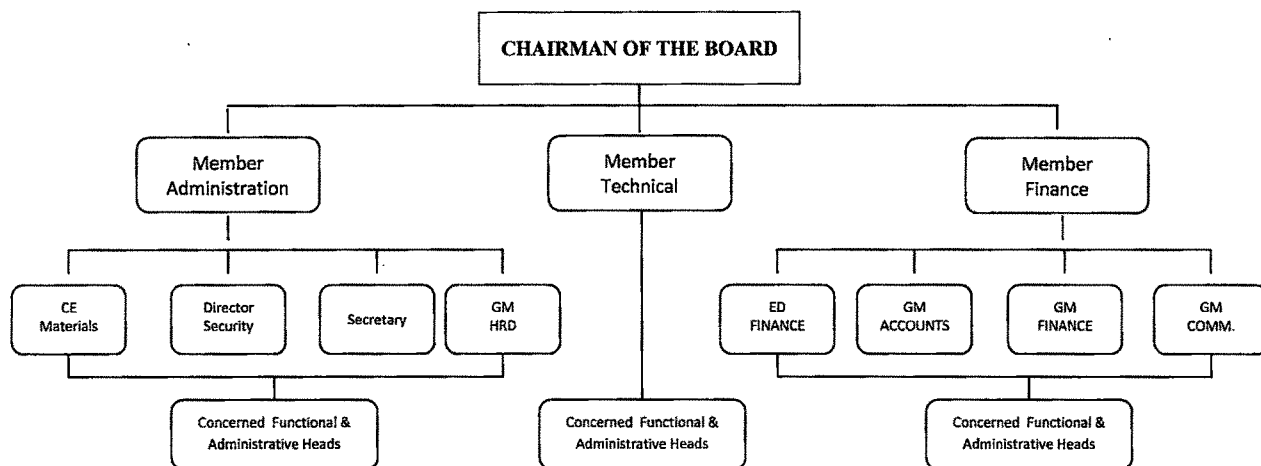 CHAIRMAN OF THE BOARD
Member
Administration
Member
Technical
Member
Finance
CE
Materials
Director
Security
Secretary
GM
HRD
ED
FINANCE
GM
ACCOUNTS
GM
FINANCE
GM
COMM.
Concerned Functional &
Administrative Heads
Concerned Functional &
Administrative Heads
Concerned Functional &
Administrative Heads